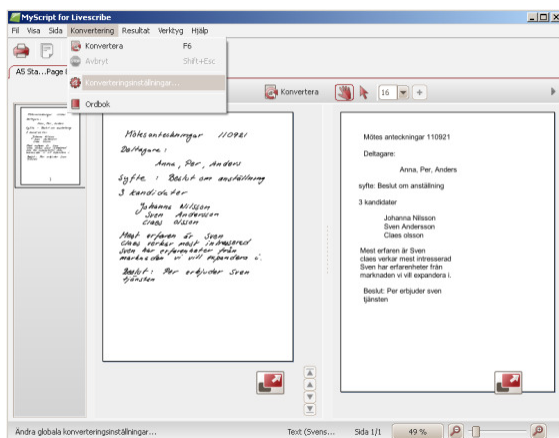 MyScript for Livescribe
Fil Visa Sida Konvertering Resultat Verktyg Hjälp
Konvertera F6
Avbryt Shift+Esc
Konverteringsinställningar...
Ordbok
A5 Sta...Page
Konvertera
16
Mötesanteckningar 110921
Deltagare:
Anna, Per, Anders
Syfte: Beslut om anställning
3 kandidater
Johanna Nilsson
Sven Andersson
Claes Olsson
Mest erfaren är Sven
Claes verkar mest intresserad
Sven har erfarenheter från
marknaden vi vill expandera i.
Beslut: Per erbjuder Sven
tjänsten
Mötes anteckningar 110921
Deltagare:
Anna, Per, Anders
syfte: Beslut om anställning
3 kandidater
Johanna Nilsson
Sven Andersson
Claes olsson
Mest erfaren är Sven
claes verkar mest intresserad
Sven har erfarenheter från
marknaden vi vill expandera i.
Beslut: Per erbjuder sven
tjänsten
Ändra globala konverteringsinställningar...
Text (Svens...
Sida 1/1
49 %